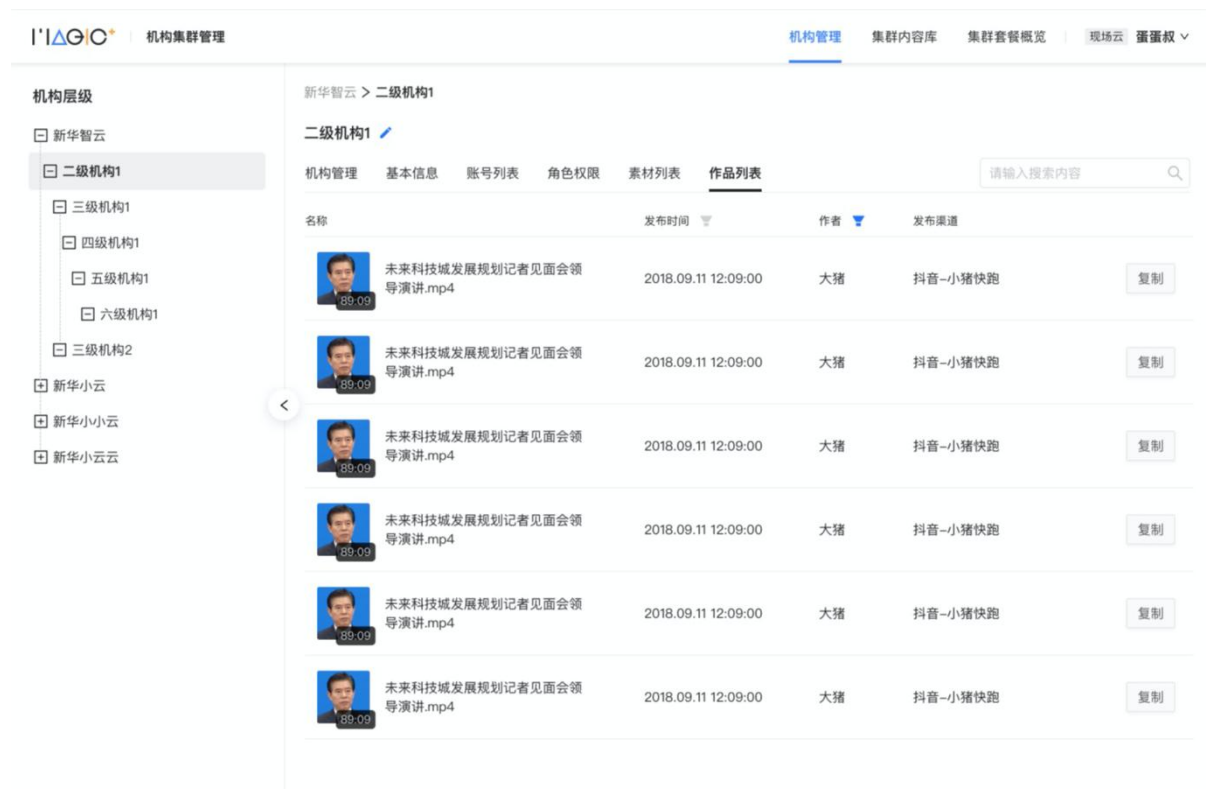 MAGIC+
机构集群管理
机构管理
集群内容库
集群套餐概览
现场云
蛋蛋叔
机构层级
新华智云
二级机构1
三级机构1
四级机构1
五级机构1
六级机构1
三级机构2
新华小云
新华小小云
新华小云云
新华智云 > 二级机构1
二级机构1
机构管理
基本信息
账号列表
角色权限
素材列表
作品列表
请输入搜索内容
名称
发布时间
作者
发布渠道
89:09
未来科技城发展规划记者见面会领
导演讲.mp4
2018.09.11 12:09:00
大猪
抖音-小猪快跑
复制
89:09
未来科技城发展规划记者见面会领
导演讲.mp4
2018.09.11 12:09:00
大猪
抖音-小猪快跑
复制
89:09
未来科技城发展规划记者见面会领
导演讲.mp4
2018.09.11 12:09:00
大猪
抖音-小猪快跑
复制
89:09
未来科技城发展规划记者见面会领
导演讲.mp4
2018.09.11 12:09:00
大猪
抖音-小猪快跑
复制
89:09
未来科技城发展规划记者见面会领
导演讲.mp4
2018.09.11 12:09:00
大猪
抖音-小猪快跑
复制
89:09
未来科技城发展规划记者见面会领
导演讲.mp4
2018.09.11 12:09:00
大猪
抖音-小猪快跑
复制